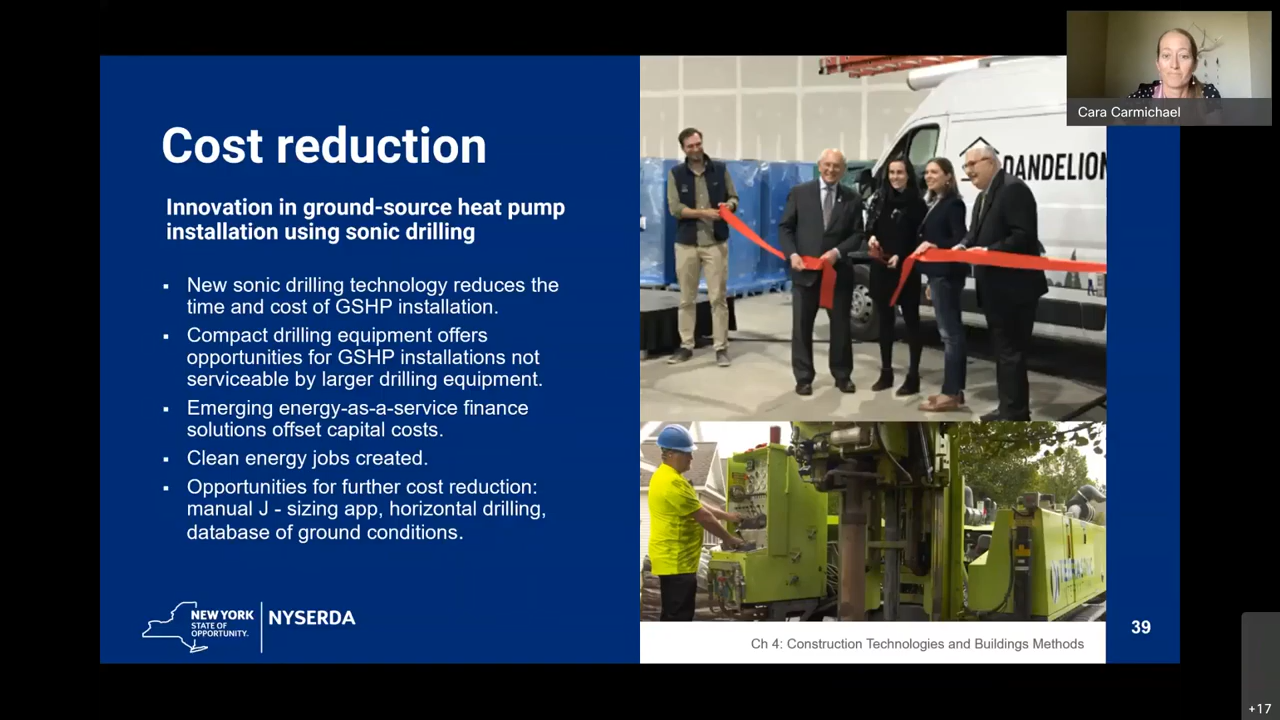 Cara Carmichael
Cost reduction
Innovation in ground-source heat pump
installation using sonic drilling
▪ New sonic drilling technology reduces the
time and cost of GSHP installation.
▪ Compact drilling equipment offers
opportunities for GSHP installations not
serviceable by larger drilling equipment.
▪ Emerging energy-as-a-service finance
solutions offset capital costs.
▪ Clean energy jobs created.
▪ Opportunities for further cost reduction:
manual J - sizing app, horizontal drilling,
database of ground conditions.
DANDELION
NEW YORK
STATE OF
OPPORTUNITY.
NYSERDA
Ch 4: Construction Technologies and Buildings Methods
39
+17